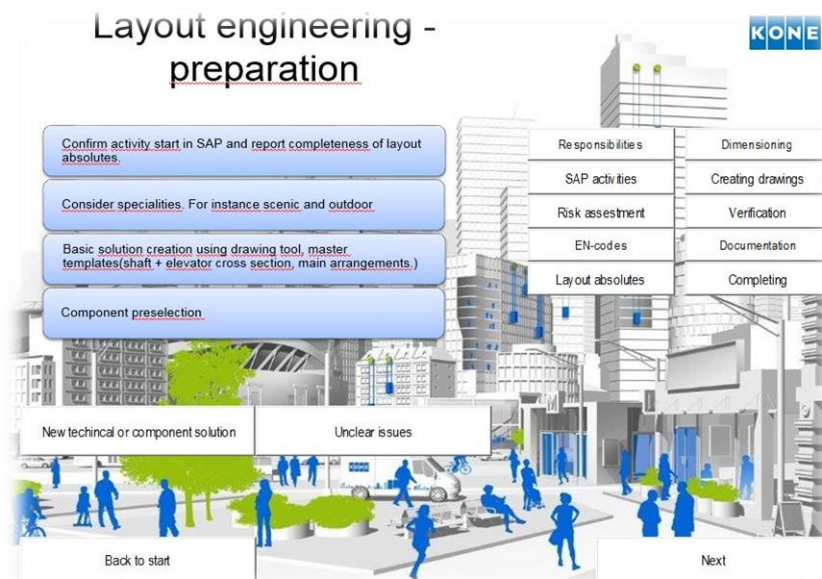 Layout engineering -
preparation
KONE
Confirm activity start in SAP and report completeness of layout
absolutes.
Consider specialities. For instance scenic and outdoor
Basic solution creation using drawing tool, master
templates(shaft + elevator cross section, main arrangements.)
Component preselection
Responsibilities
Dimensioning
SAP activities
Creating drawings
Risk assestment
Verification
EN-codes
Documentation
Layout absolutes
Completing
New techincal or component solution
Unclear issues
Back to start
Next